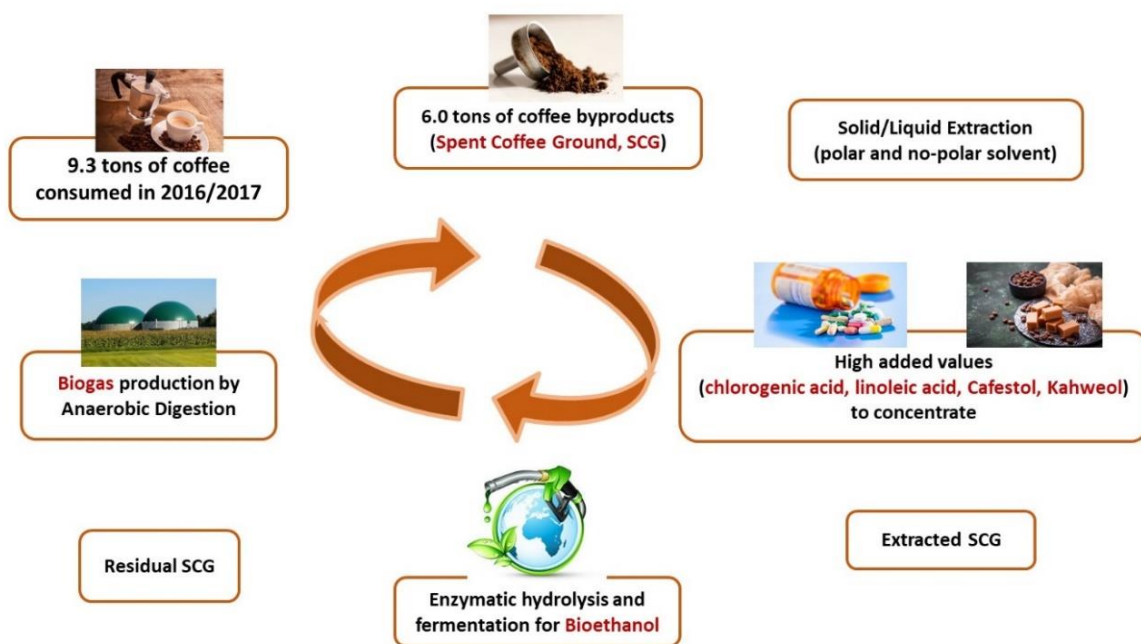 9.3 tons of coffee
consumed in 2016/2017
6.0 tons of coffee byproducts
(Spent Coffee Ground, SCG)
Solid/Liquid Extraction
(polar and no-polar solvent)
High added values
(chlorogenic acid, linoleic acid, Cafestol, Kahweol)
to concentrate
Extracted SCG
Enzymatic hydrolysis and
fermentation for Bioethanol
Residual SCG
Biogas production by
Anaerobic Digestion